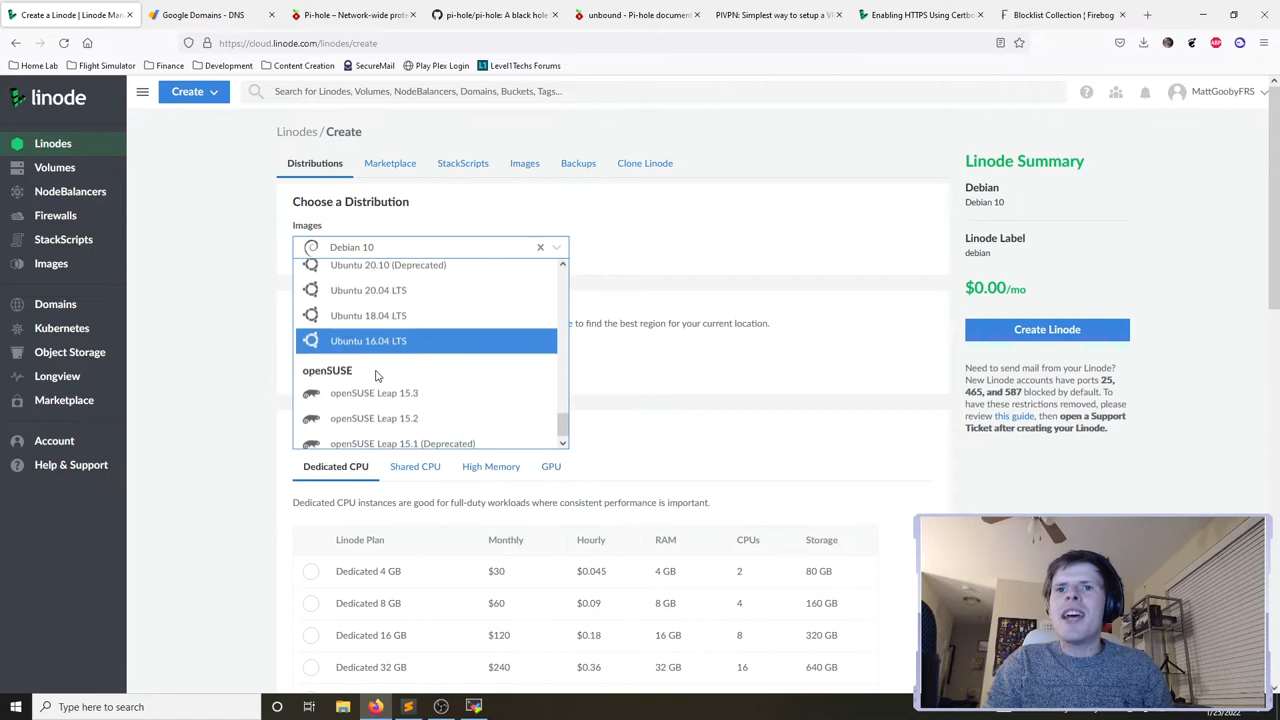 Create a Linode | Linode Man
Google Domains - DNS
Pi-hole – Network-wide prote
pi-hole/pi-hole: A black ho
unbound - Pi-hole document
PIVPN: Simplest way to setup a VP
Enabling HTTPS Using Certb
Blocklist Collection | Firebog
https://cloud.linode.com/linodes/create
Home Lab
Flight Simulator
Finance
Development
Content Creation
SecureMail
Play Plex Login
Level1Techs Forums
linode
Create
Search for Linodes, Volumes, NodeBalancers, Domains, Buckets, Tags...
MattGoobyFRS
Linodes
Volumes
NodeBalancers
Firewalls
StackScripts
Images
Domains
Kubernetes
Object Storage
Longview
Marketplace
Account
Help & Support
Linodes / Create
Distributions
Marketplace
StackScripts
Images
Backups
Clone Linode
Choose a Distribution
Images
Debian 10
Ubuntu 20.10 (Deprecated)
Ubuntu 20.04 LTS
Ubuntu 18.04 LTS
Ubuntu 16.04 LTS
openSUSE
openSUSE Leap 15.3
openSUSE Leap 15.2
openSUSE Leap 15.1 (Deprecated)
to find the best region for your current location.
Dedicated CPU
Shared CPU
High Memory
GPU
Dedicated CPU instances are good for full-duty workloads where consistent performance is important.
Linode Plan Monthly Hourly RAM CPUs Storage
Dedicated 4 GB $30 $0.045 4 GB 2 80 GB
Dedicated 8 GB $60 $0.09 8 GB 4 160 GB
Dedicated 16 GB $120 $0.18 16 GB 8 320 GB
Dedicated 32 GB $240 $0.36 32 GB 16 640 GB
Linode Summary
Debian
Debian 10
Linode Label
debian
$0.00/mo
Create Linode
Need to send mail from your Linode?
New Linode accounts have ports 25,
465, and 587 blocked by default. To
have these restrictions removed, please
review this guide, then open a Support
Ticket after creating your Linode.
Type here to search
1/25/2022